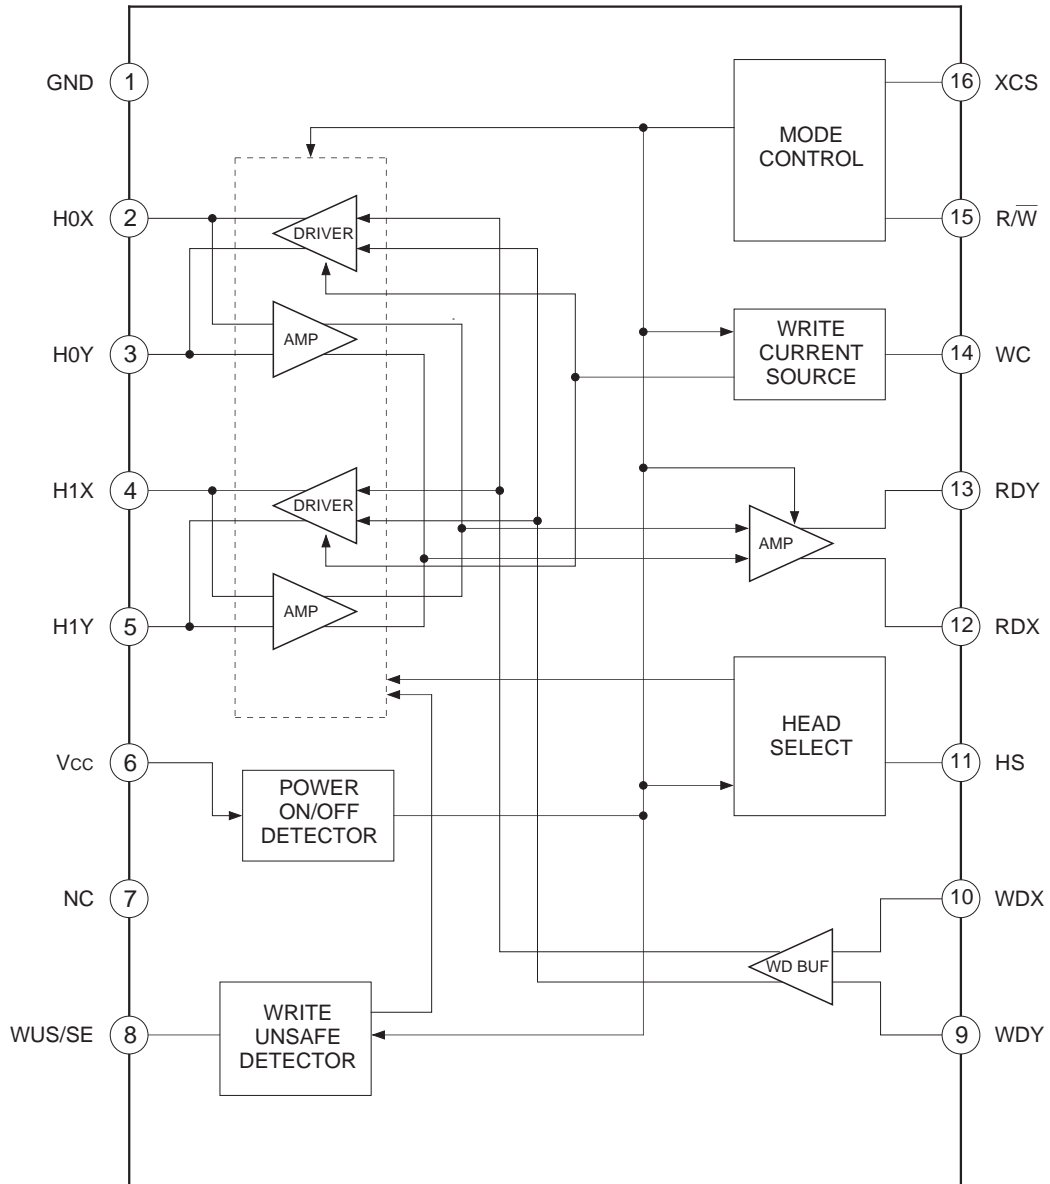 GND 1
16 XCS
MODE
CONTROL
H0X 2
DRIVER
15 R/W̅
H0Y 3
AMP
WRITE
CURRENT
SOURCE
14 WC
H1X 4
DRIVER
13 RDY
AMP
H1Y 5
AMP
12 RDX
HEAD
SELECT
Vcc 6
11 HS
POWER
ON/OFF
DETECTOR
NC 7
10 WDX
WD BUF
WRITE
UNSAFE
DETECTOR
WUS/SE 8
9 WDY